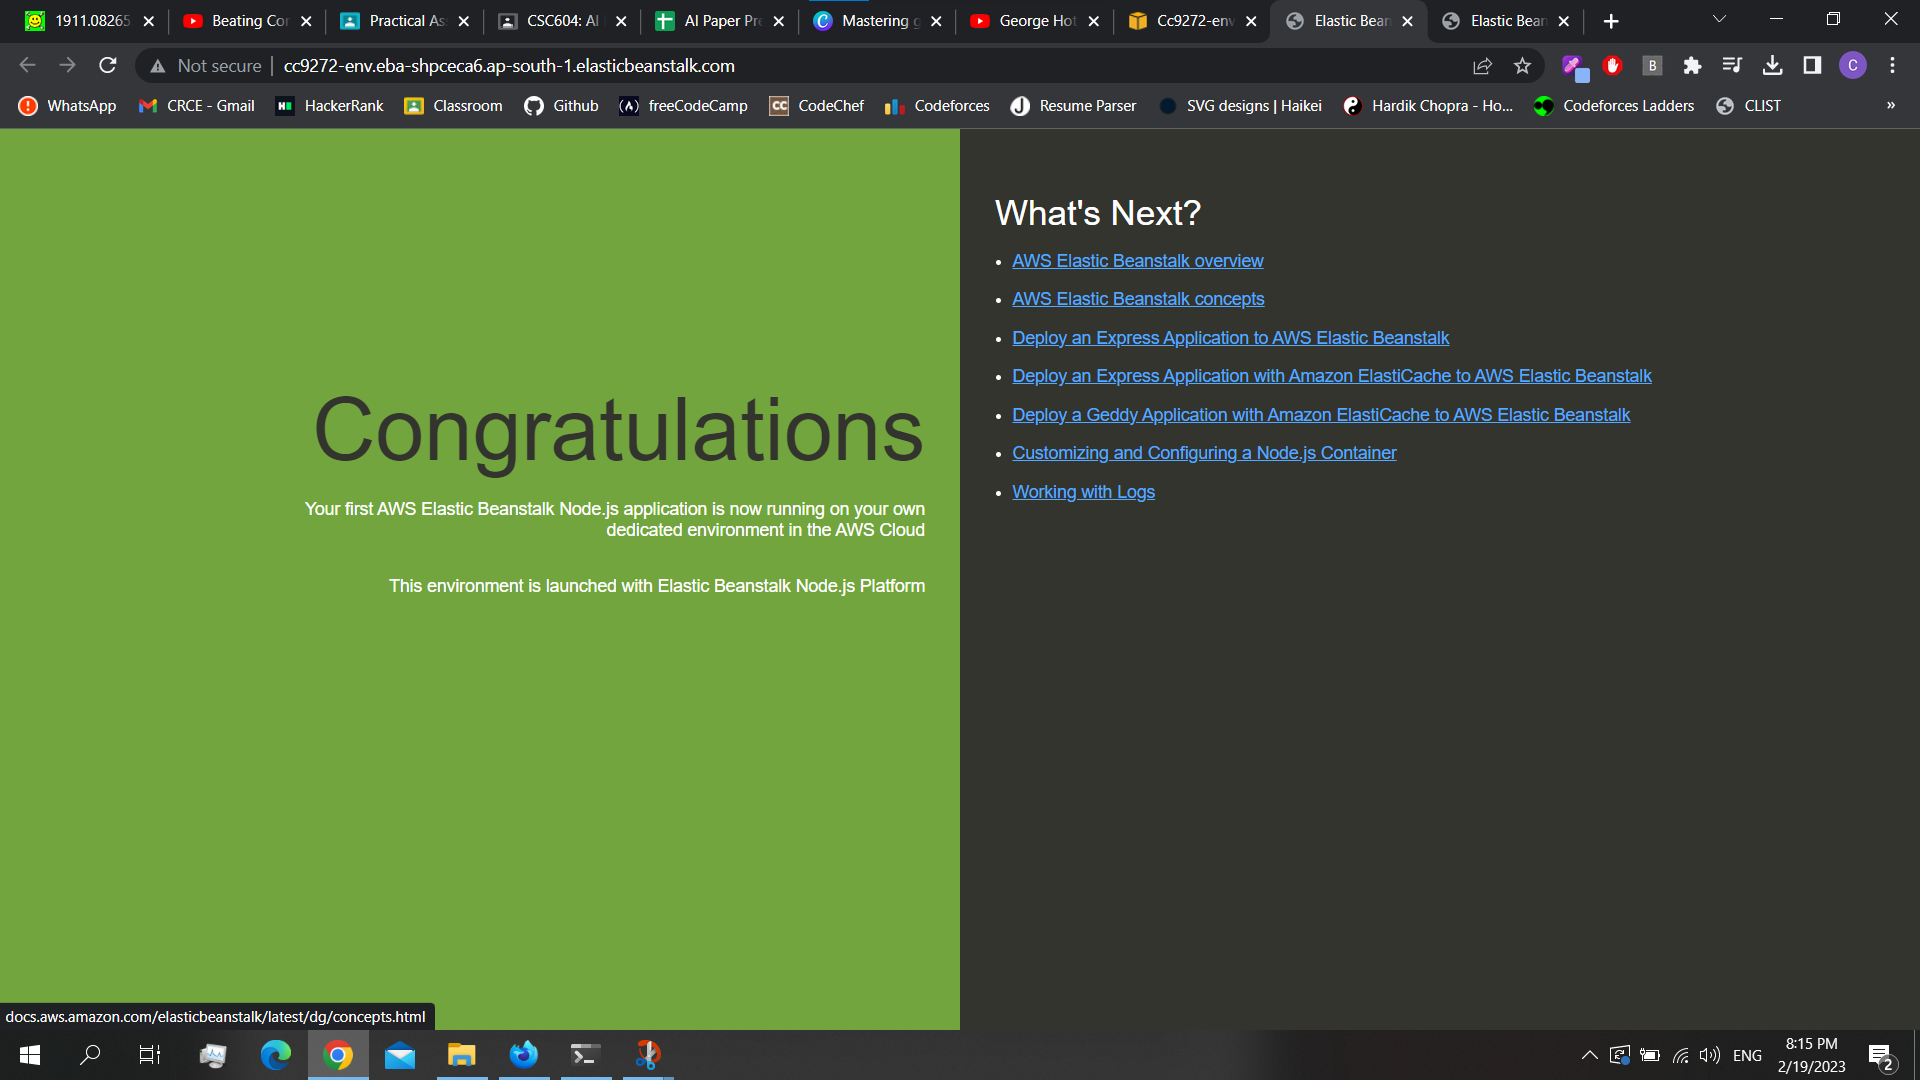 1911.08265
Beating Cor
Practical As
CSC604: AI
AI Paper Pre
Mastering g
George Hot
Cc9272-env
Elastic Bean
Elastic Bean
Not secure
cc9272-env.eba-shpceca6.ap-south-1.elasticbeanstalk.com
B
C
WhatsApp
CRCE - Gmail
HackerRank
Classroom
Github
freeCodeCamp
CC
CodeChef
Codeforces
Resume Parser
SVG designs | Haikei
Hardik Chopra - Ho...
Codeforces Ladders
CLIST
»
Congratulations
Your first AWS Elastic Beanstalk Node.js application is now running on your own
dedicated environment in the AWS Cloud
This environment is launched with Elastic Beanstalk Node.js Platform
What's Next?
• AWS Elastic Beanstalk overview
• AWS Elastic Beanstalk concepts
• Deploy an Express Application to AWS Elastic Beanstalk
• Deploy an Express Application with Amazon ElastiCache to AWS Elastic Beanstalk
• Deploy a Geddy Application with Amazon ElastiCache to AWS Elastic Beanstalk
• Customizing and Configuring a Node.js Container
• Working with Logs
docs.aws.amazon.com/elasticbeanstalk/latest/dg/concepts.html
ENG
8:15 PM
2/19/2023
2